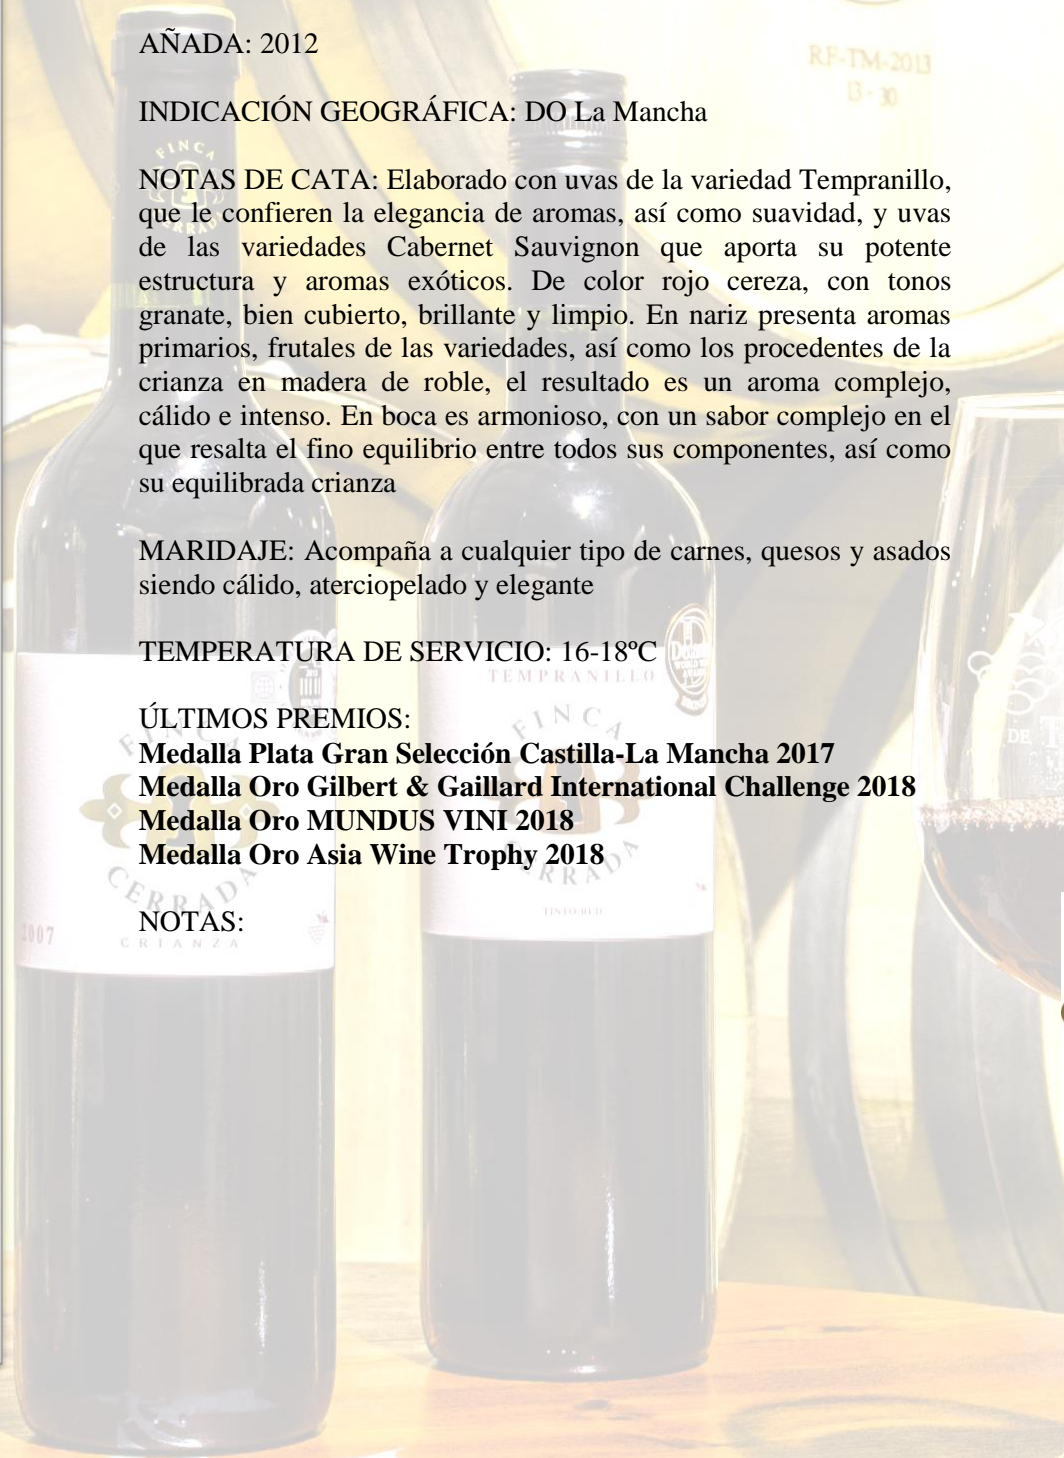 AÑADA: 2012
RF-TM-2013
13 - 30
INDICACIÓN GEOGRÁFICA: DO La Mancha
FINCA
CERRADA
NOTAS DE CATA: Elaborado con uvas de la variedad Tempranillo,
que le confieren la elegancia de aromas, así como suavidad, y uvas
de las variedades Cabernet Sauvignon que aporta su potente
estructura y aromas exóticos. De color rojo cereza, con tonos
granate, bien cubierto, brillante y limpio. En nariz presenta aromas
primarios, frutales de las variedades, así como los procedentes de la
crianza en madera de roble, el resultado es un aroma complejo,
cálido e intenso. En boca es armonioso, con un sabor complejo en el
que resalta el fino equilibrio entre todos sus componentes, así como
su equilibrada crianza
MARIDAJE: Acompaña a cualquier tipo de carnes, quesos y asados
siendo cálido, aterciopelado y elegante
TEMPERATURA DE SERVICIO: 16-18ºC
TEMPRANILLO
ÚLTIMOS PREMIOS:
Medalla Plata Gran Selección Castilla-La Mancha 2017
Medalla Oro Gilbert & Gaillard International Challenge 2018
Medalla Oro MUNDUS VINI 2018
Medalla Oro Asia Wine Trophy 2018
NOTAS:
FINCA
CERRADA
2007
CRIANZA
FINCA
CERRADA
TINTO/RED
DE